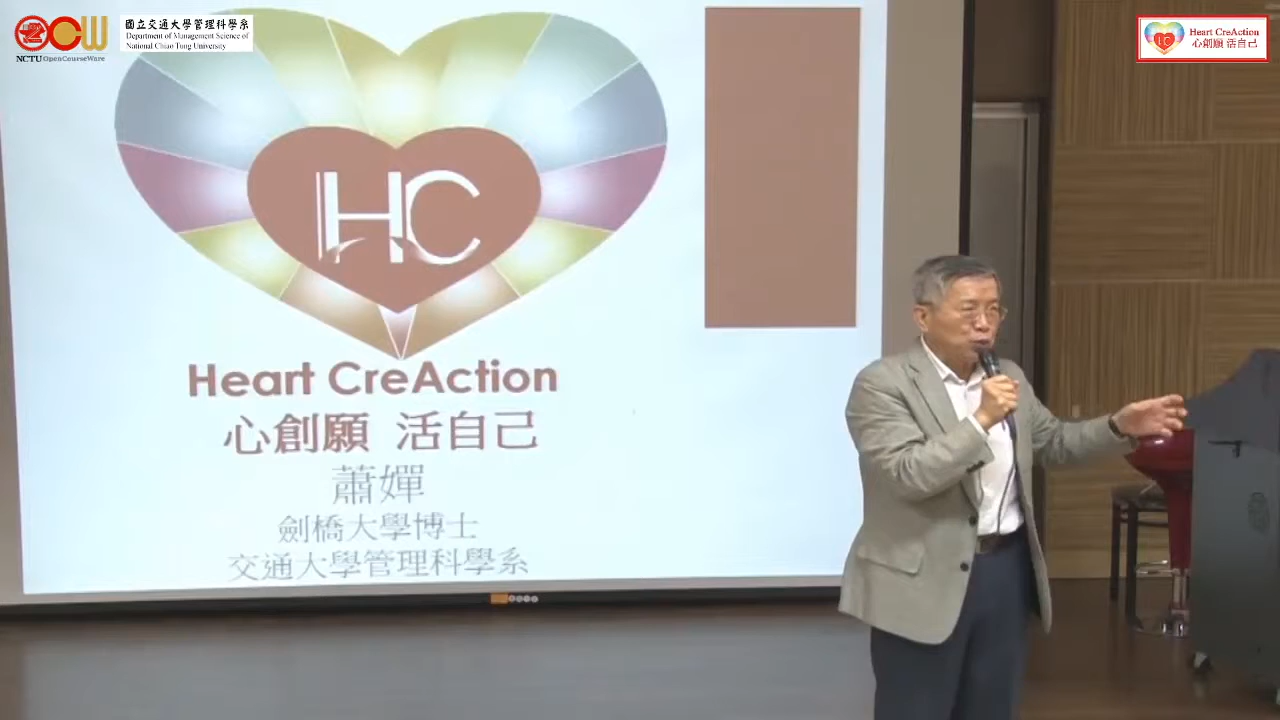 NCTU OpenCourseWare
國立交通大學管理科學系
Department of Management Science of
National Chiao Tung University
Heart CreAction
心創願 活自己
HC
Heart CreAction
心創願 活自己
蕭嬋
劍橋大學博士
交通大學管理科學系